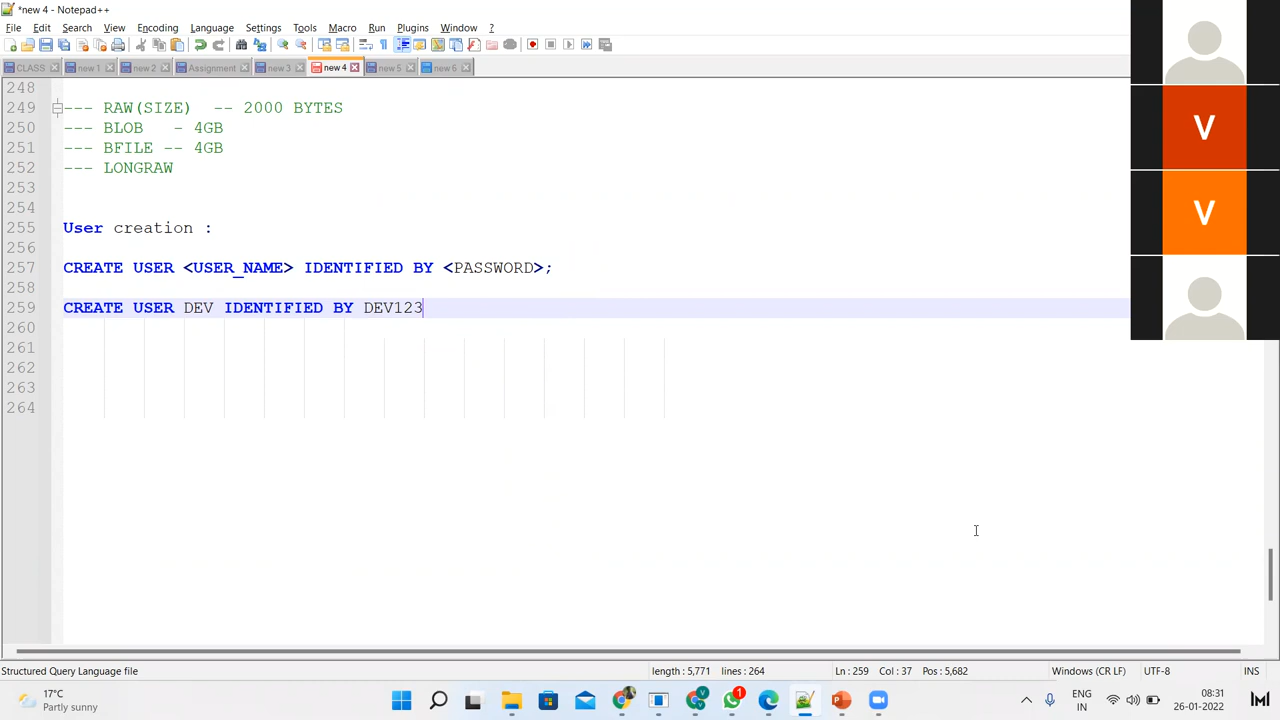 *new 4 - Notepad++
File Edit Search View Encoding Language Settings Tools Macro Run Plugins Window ?
CLASS new 1 new 2 Assignment new 3 new 4 new 5 new 6
248
249 --- RAW(SIZE) -- 2000 BYTES
250 --- BLOB - 4GB
251 --- BFILE -- 4GB
252 --- LONGRAW
253
254
255 User creation :
256
257 CREATE USER <USER_NAME> IDENTIFIED BY <PASSWORD>;
258
259 CREATE USER DEV IDENTIFIED BY DEV123
260
261
262
263
264
V
V
Structured Query Language file length : 5,771 lines : 264 Ln : 259 Col : 37 Pos : 5,682 Windows (CR LF) UTF-8 INS
17°C
Partly sunny
1
ENG
IN
08:31
26-01-2022